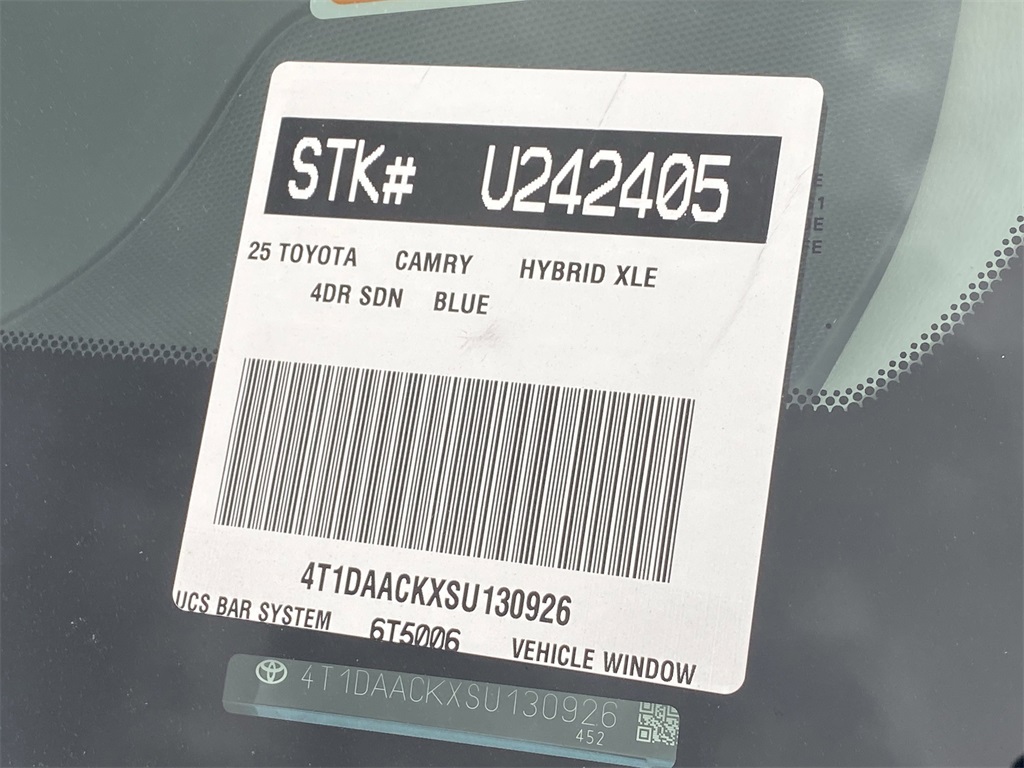 STK# U242405
25 TOYOTA CAMRY HYBRID XLE
4DR SDN BLUE
4T1DAACKXSU130926
UCS BAR SYSTEM 6T5006 VEHICLE WINDOW
4T1DAACKXSU130926
452